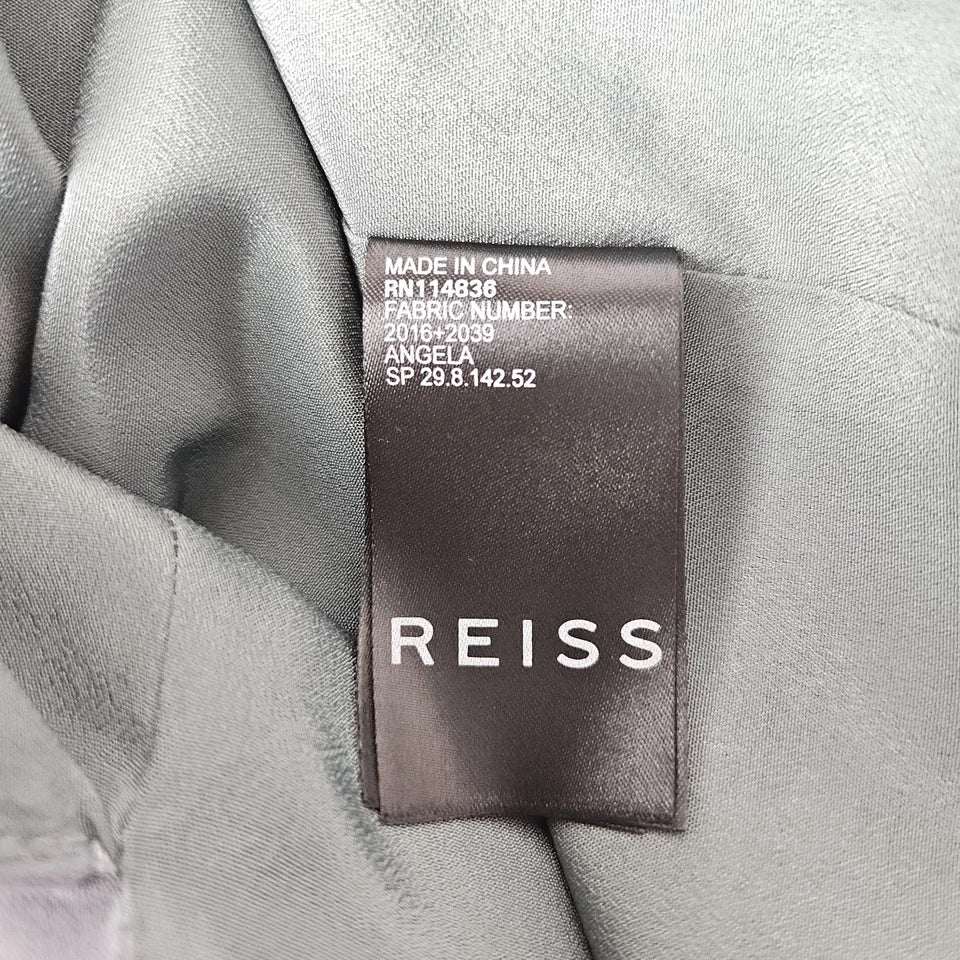 MADE IN CHINA
RN114836
FABRIC NUMBER:
2016+2039
ANGELA
SP 29.8.142.52
REISS